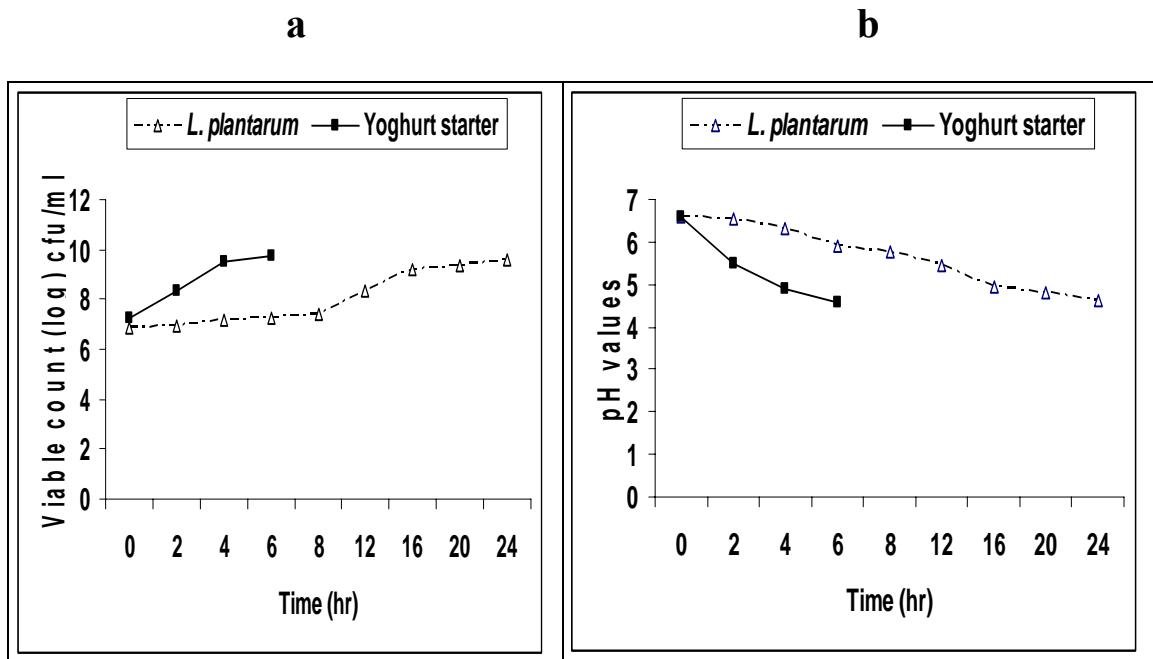 a
b
L. plantarum
Yoghurt starter
Viable count (log) cfu/ml
12
10
8
6
4
2
0
0 2 4 6 8 12 16 20 24
Time (hr)
L. plantarum
Yoghurt starter
pH values
7
6
5
4
3
2
1
0
0 2 4 6 8 12 16 20 24
Time (hr)